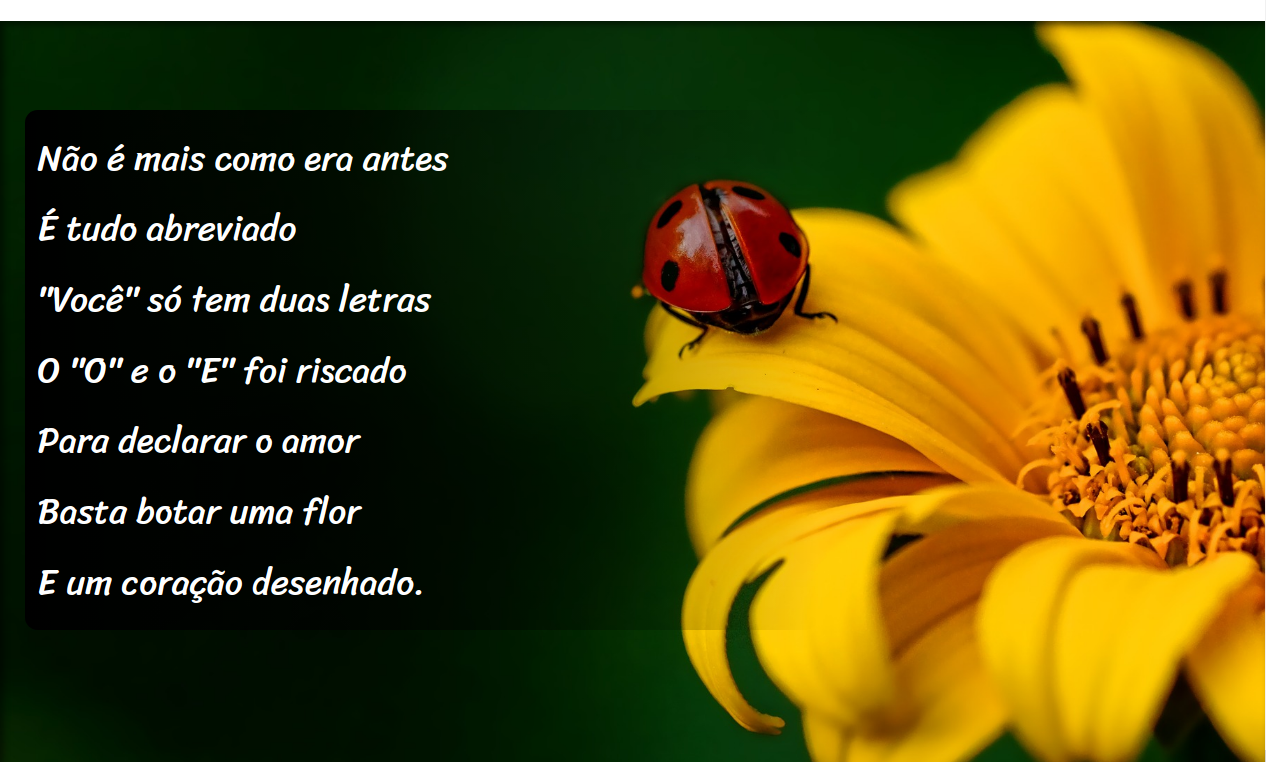 Não é mais como era antes
É tudo abreviado
"Você" só tem duas letras
O "O" e o "E" foi riscado
Para declarar o amor
Basta botar uma flor
E um coração desenhado.